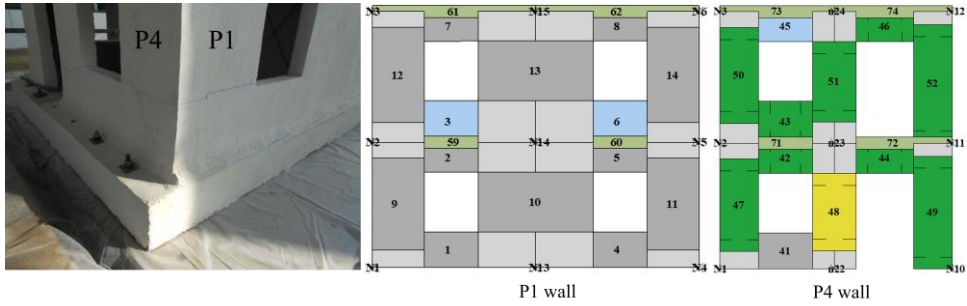 P4 P1
N3 61 N15 62 N6
7 8
12 13 14
3 6
N2 59 N14 60 N5
2 5
9 10 11
1 4
N1 N13 N4
P1 wall
N3 73 n24 74 N12
45 46
50 51 52
43
N2 71 n23 72 N11
42 44
47 48 49
41
N1 n22 N10
P4 wall